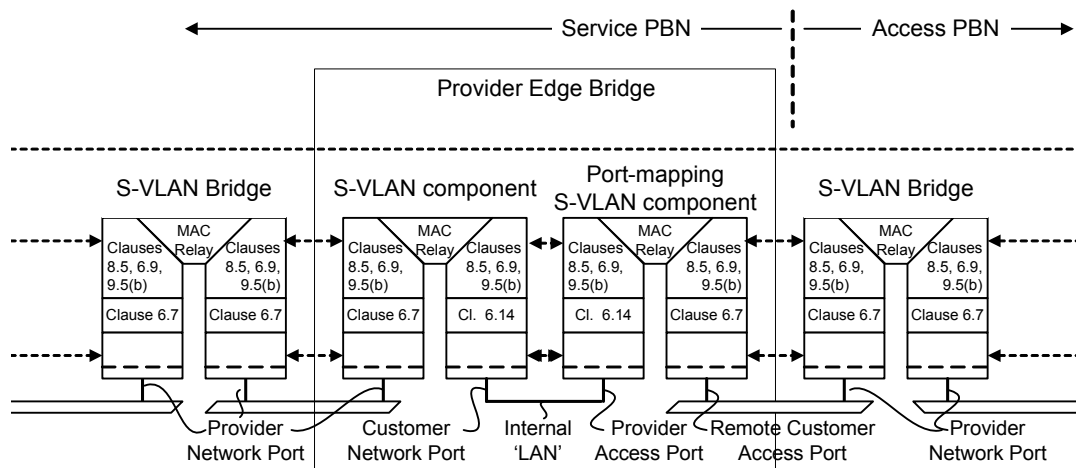 Service PBN
Access PBN
Provider Edge Bridge
S-VLAN Bridge
S-VLAN component
Port-mapping
S-VLAN component
S-VLAN Bridge
Clauses
8.5, 6.9,
9.5(b)
MAC
Relay
Clauses
8.5, 6.9,
9.5(b)
Clauses
8.5, 6.9,
9.5(b)
MAC
Relay
Clauses
8.5, 6.9,
9.5(b)
Clauses
8.5, 6.9,
9.5(b)
MAC
Relay
Clauses
8.5, 6.9,
9.5(b)
Clauses
8.5, 6.9,
9.5(b)
MAC
Relay
Clauses
8.5, 6.9,
9.5(b)
Clause 6.7
Clause 6.7
Clause 6.7
Cl. 6.14
Cl. 6.14
Clause 6.7
Clause 6.7
Clause 6.7
Provider
Network Port
Customer
Network Port
Internal
‘LAN’
Provider
Access Port
Remote Customer
Access Port
Provider
Network Port